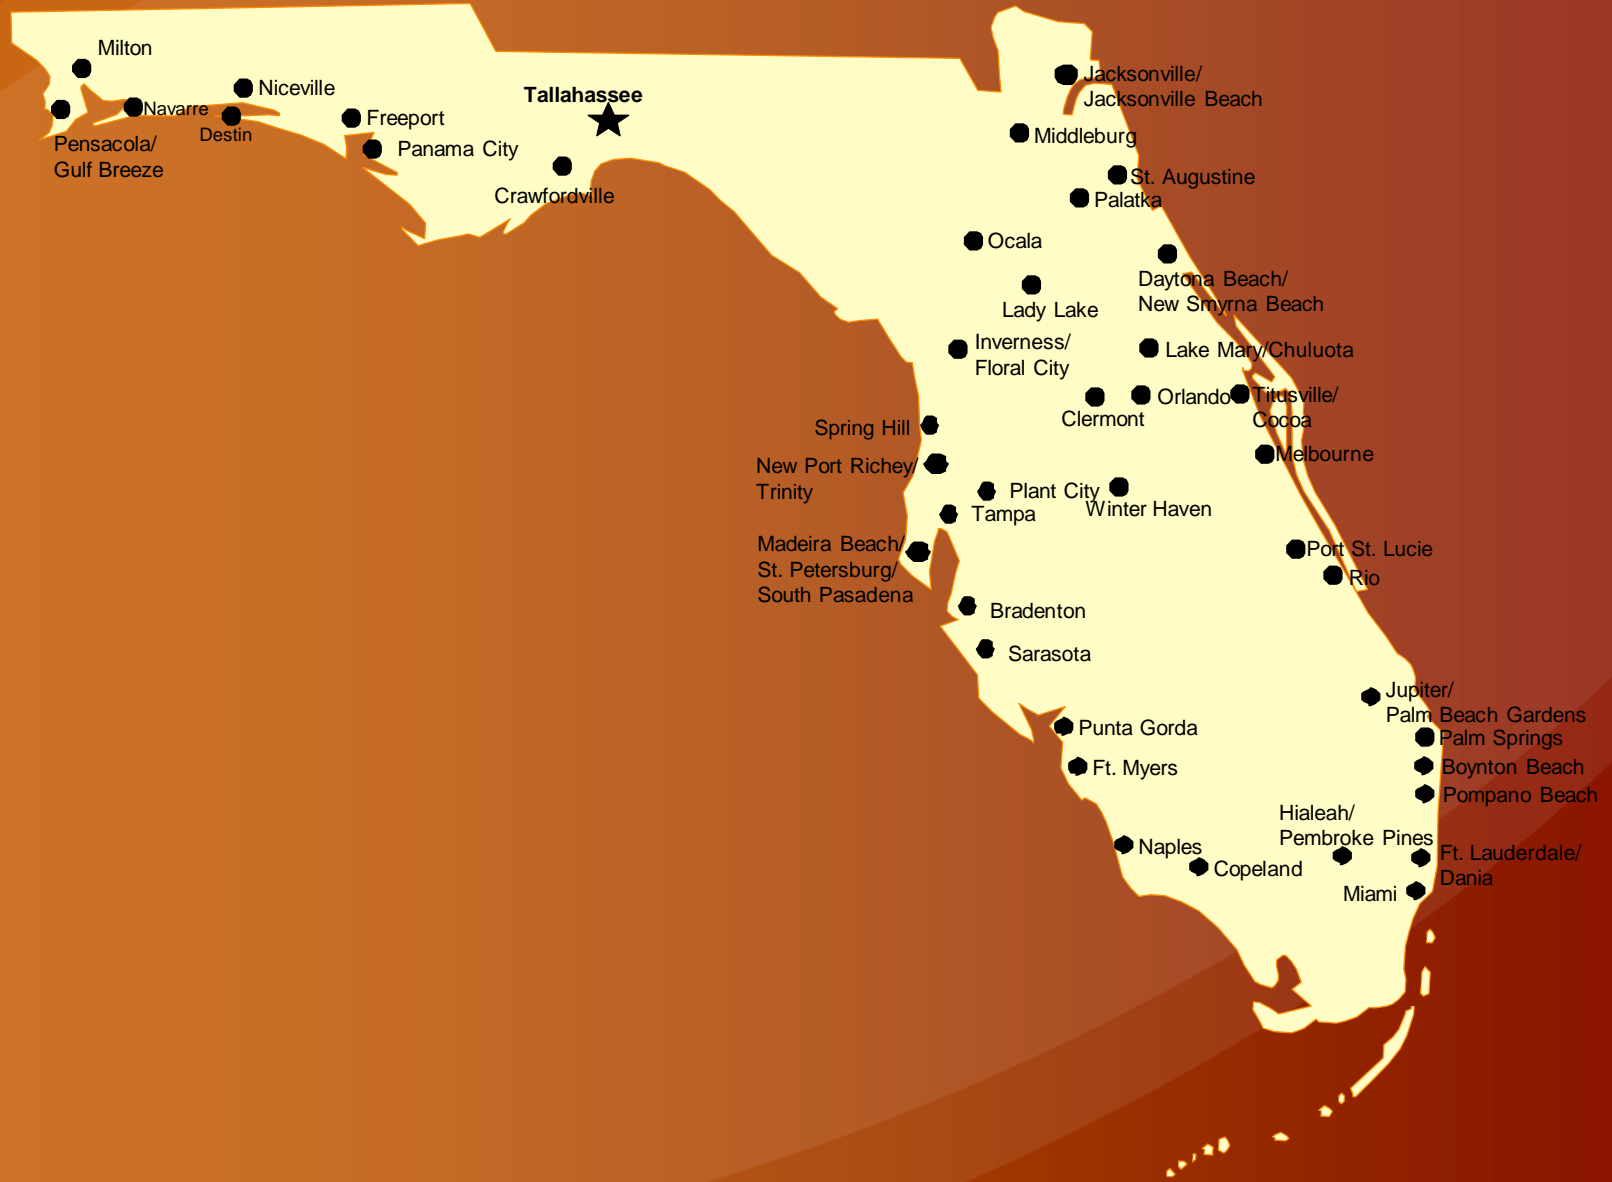 Milton
Niceville
Navarre
Destin
Pensacola/
Gulf Breeze
Freeport
Panama City
Tallahassee
Crawfordville
Jacksonville/
Jacksonville Beach
Middleburg
St. Augustine
Palatka
Ocala
Lady Lake
Daytona Beach/
New Smyrna Beach
Inverness/
Floral City
Lake Mary/Chuluota
Clermont
Orlando
Titusville/
Cocoa
Spring Hill
Melbourne
New Port Richey/
Trinity
Plant City
Winter Haven
Tampa
Madeira Beach/
St. Petersburg/
South Pasadena
Port St. Lucie
Rio
Bradenton
Sarasota
Jupiter/
Palm Beach Gardens
Punta Gorda
Palm Springs
Ft. Myers
Boynton Beach
Pompano Beach
Hialeah/
Pembroke Pines
Naples
Copeland
Ft. Lauderdale/
Dania
Miami